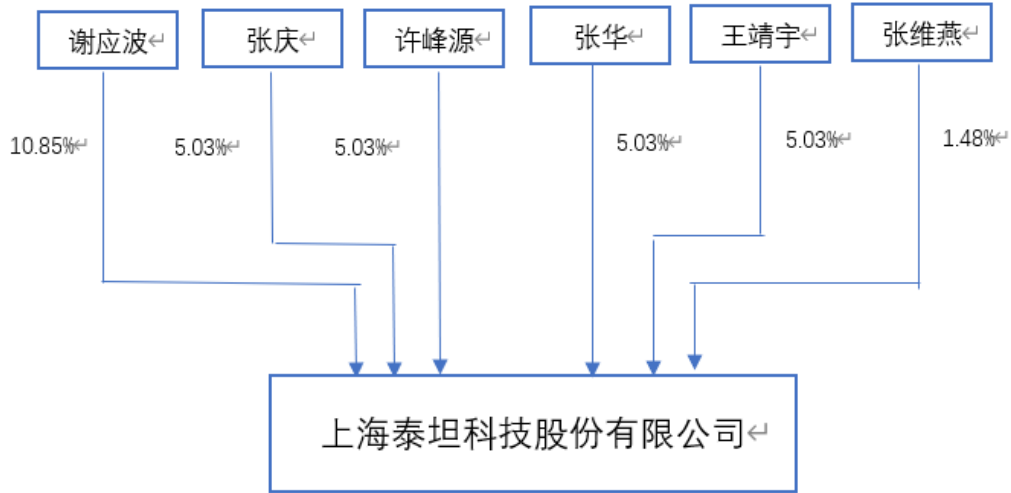 谢应波
张庆
许峰源
张华
王靖宇
张维燕
10.85%
5.03%
5.03%
5.03%
5.03%
1.48%
上海泰坦科技股份有限公司